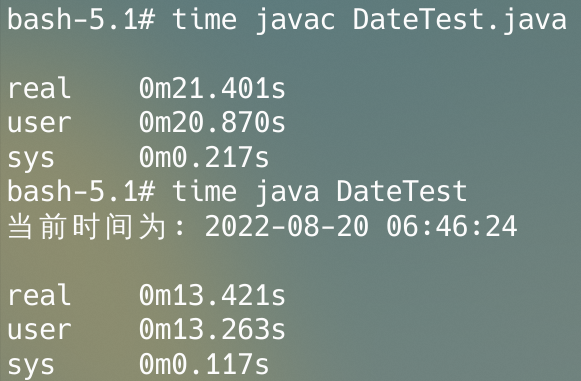 bash-5.1# time javac DateTest.java
real 0m21.401s
user 0m20.870s
sys 0m0.217s
bash-5.1# time java DateTest
当前时间为: 2022-08-20 06:46:24
real 0m13.421s
user 0m13.263s
sys 0m0.117s